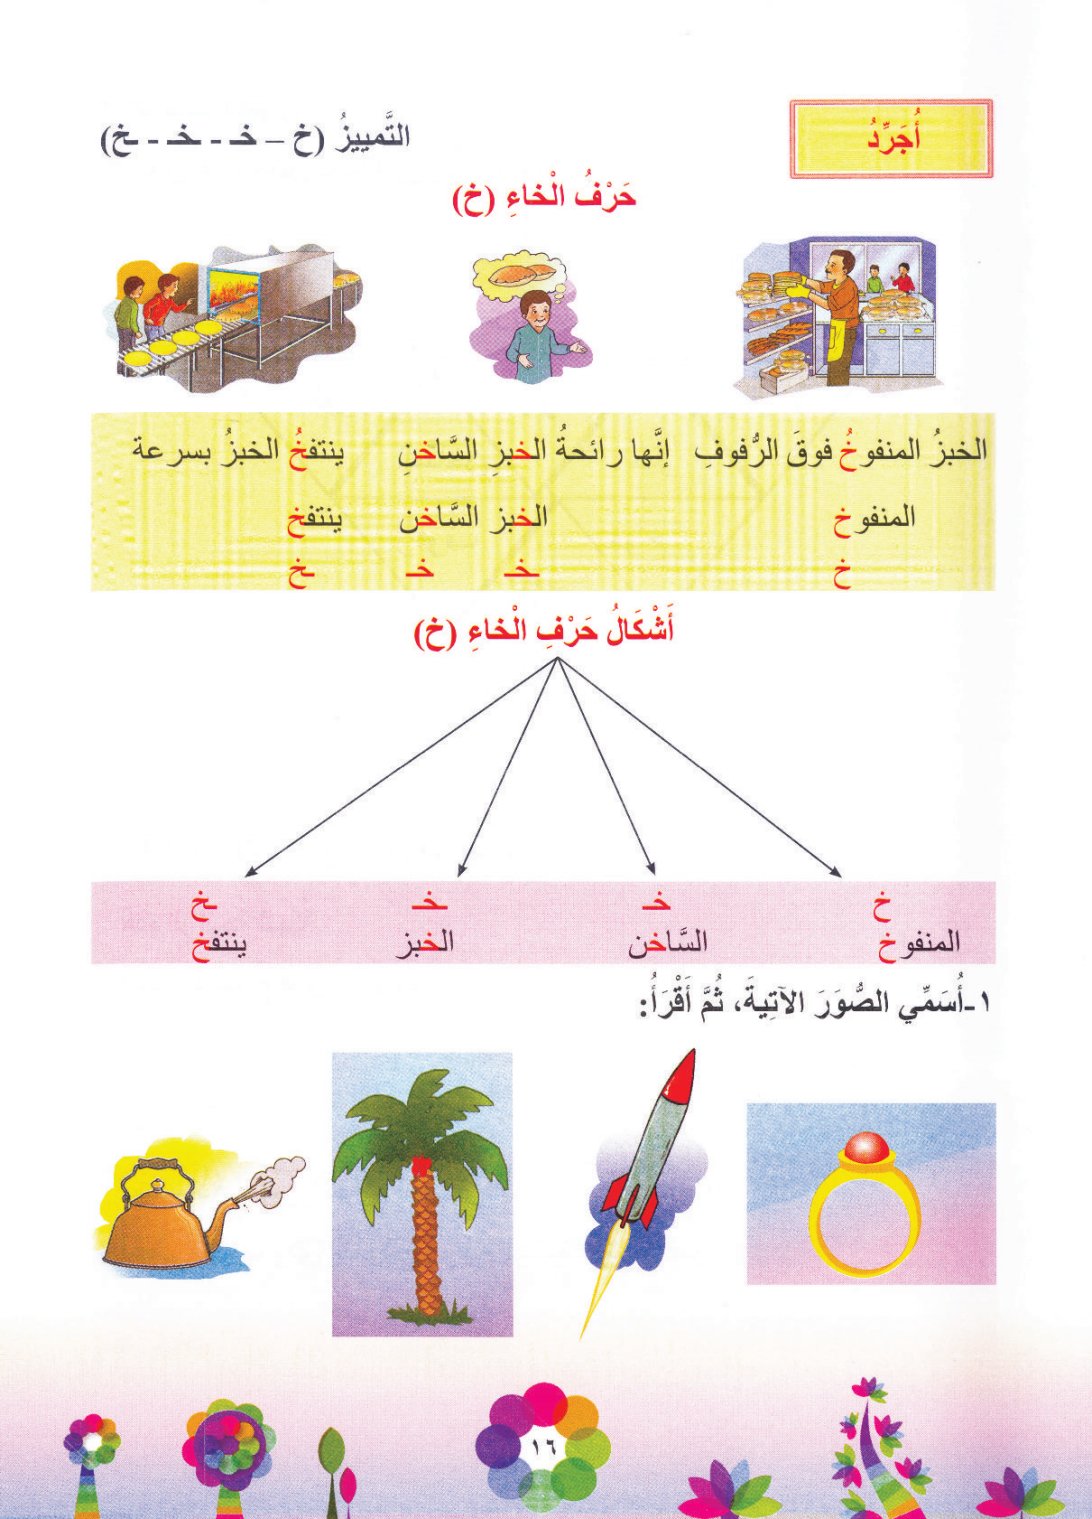 أُجَرِّدُ
التَّمييزُ (خ – خـ - ـخـ - ـخ)
حَرْفُ الْخاءِ (خ)
الخبزُ المنفوخُ فوقَ الرُّفوفِ إنَّها رائحةُ الخبزِ السَّاخنِ ينتفخُ الخبزُ بسرعة
المنفوخ الخبز السَّاخن ينتفخ
خ ـخـ خـ ـخ
أَشْكَالُ حَرْفِ الْخاءِ (خ)
خ خـ ـخـ ـخ
المنفوخ السَّاخن الخبز ينتفخ
١-أُسَمِّي الصُّوَرَ الآتِيةَ، ثُمَّ أَقْرَأُ:
١٦